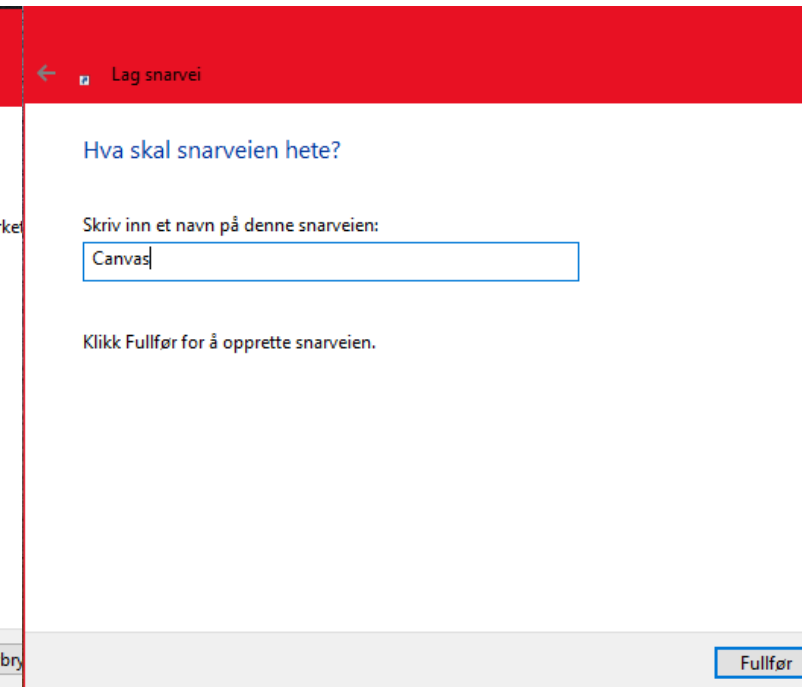 Lag snarvei
Hva skal snarveien hete?
Skriv inn et navn på denne snarveien:
Canvas
Klikk Fullfør for å opprette snarveien.
Fullfør